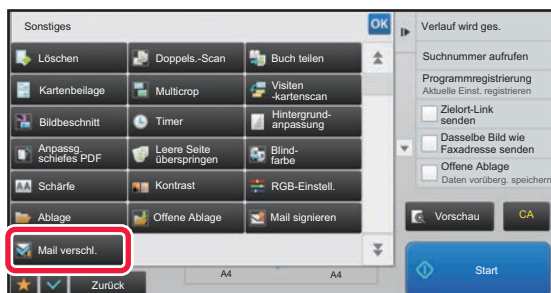 Sonstiges
OK
Löschen
Doppels.-Scan
Buch teilen
Kartenbeilage
Multicrop
Visiten
-kartenscan
Bildbeschnitt
Timer
Hintergrund-
anpassung
Anpassg.
schiefes PDF
Leere Seite
überspringen
Blind-
farbe
AA
Schärfe
Kontrast
RGB-Einstell.
Ablage
Offene Ablage
Mail signieren
Mail verschl.
Zurück
A4
A4
Verlauf wird ges.
Suchnummer aufrufen
Programmregistrierung
Aktuelle Einst. registrieren
Zielort-Link
senden
Dasselbe Bild wie
Faxadresse senden
Offene Ablage
Daten vorüberg. speichern
Vorschau
CA
Start